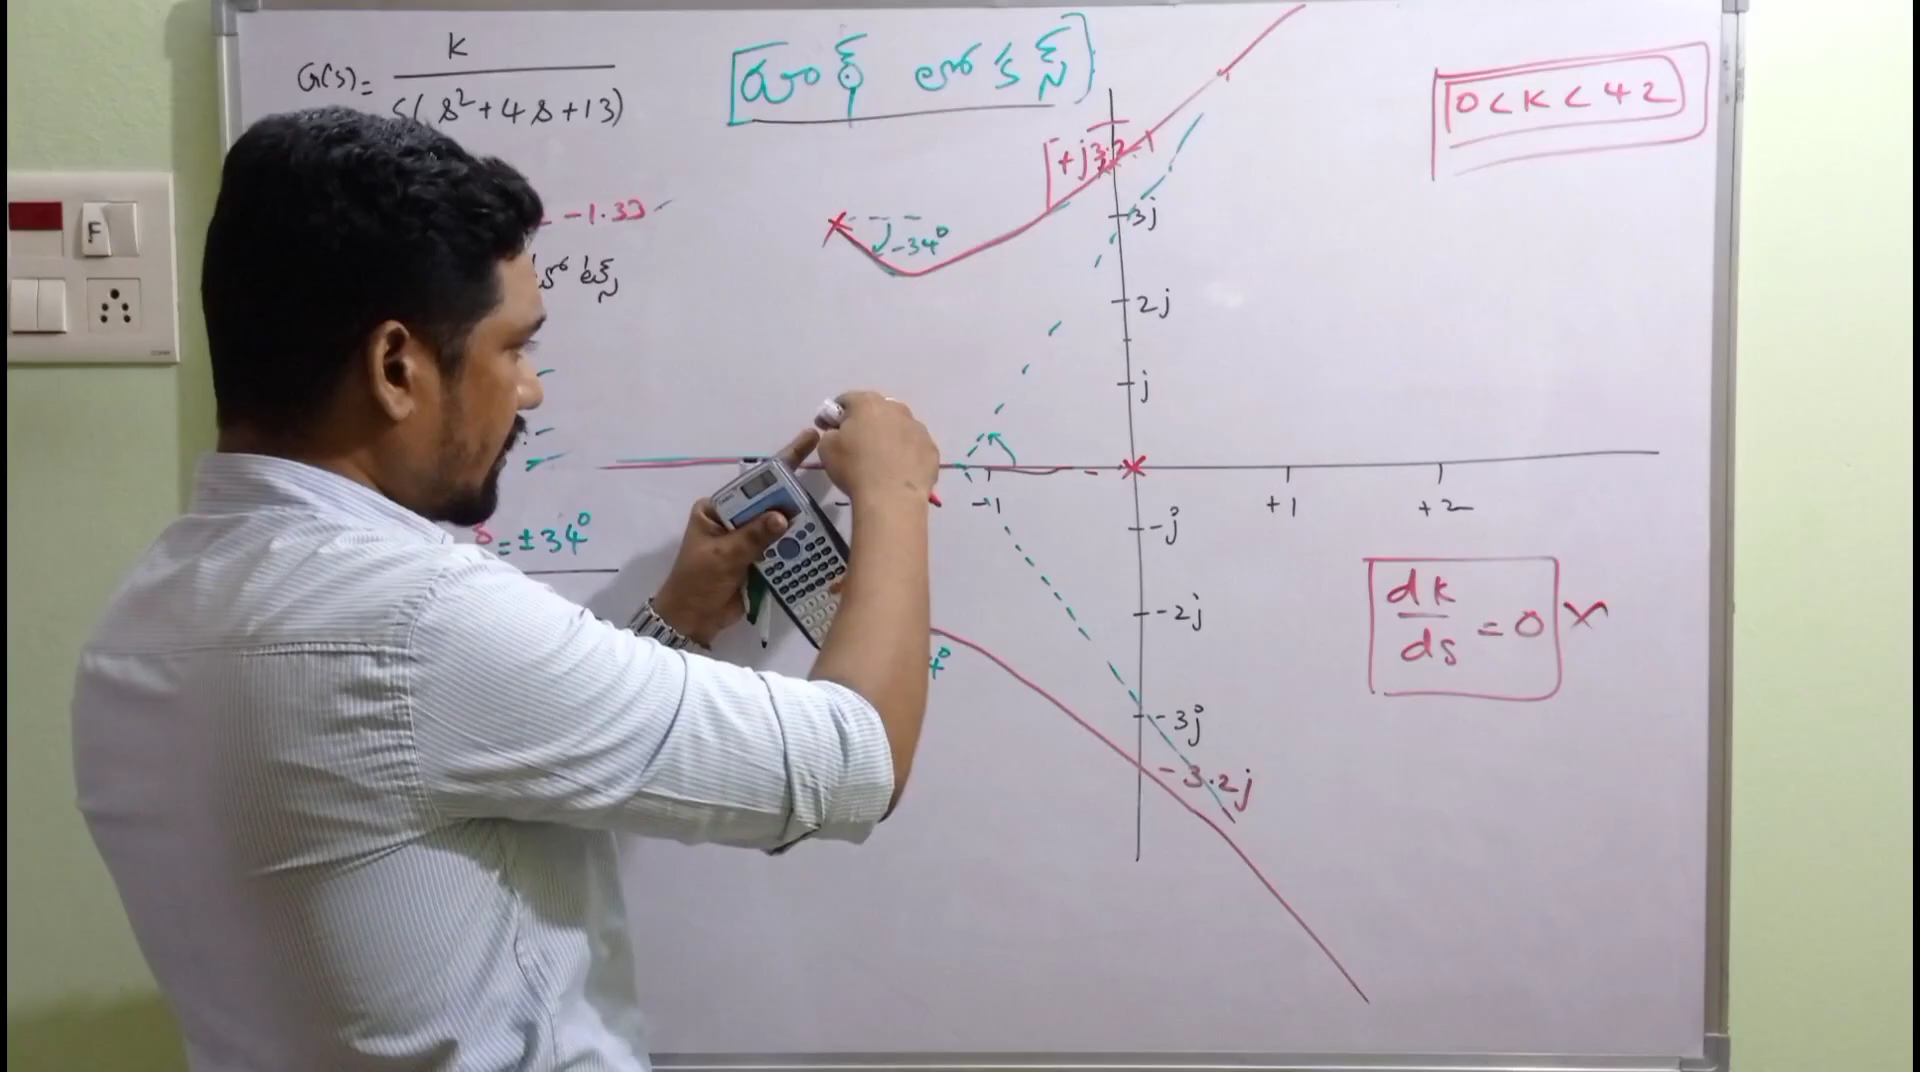 K
G(s)= S(s²+4s+13)
రూట్ లోకస్
0<K<42
-1.33
±34°
-34°
+j3.2
3j
2j
j
-1
+1
+2
-j
-2j
-3j
-3.2j
4°
dk
ds = 0 ×
F